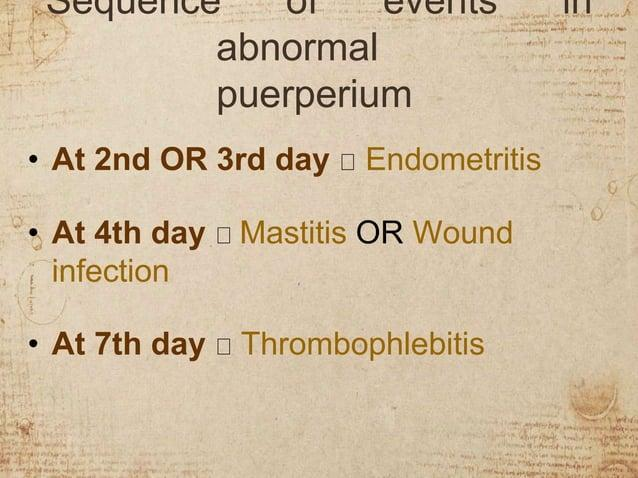 Sequence of events in
abnormal
puerperium
• At 2nd OR 3rd day □ Endometritis
• At 4th day □ Mastitis OR Wound
infection
• At 7th day □ Thrombophlebitis